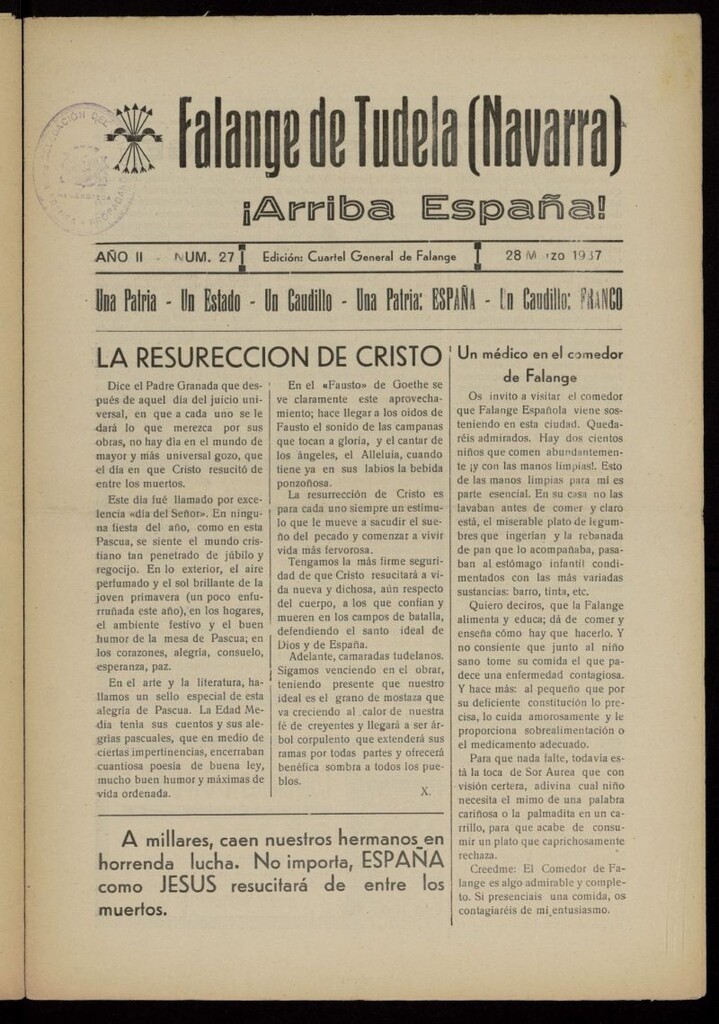 Falange de Tudela (Navarra)
¡Arriba España!
AÑO II - NUM. 27
Edición: Cuartel General de Falange
28 Marzo 1937
Una Patria - Un Estado - Un Caudillo - Una Patria: ESPAÑA - Un Caudillo: FRANCO
LA RESURECCION DE CRISTO
Dice el Padre Granada que des-
pués de aquel día del juicio uni-
versal, en que a cada uno se le
dará lo que merezca por sus
obras, no hay día en el mundo de
mayor y más universal gozo, que
el día en que Cristo resucitó de
entre los muertos.
Este día fué llamado por exce-
lencia «día del Señor». En ningu-
na fiesta del año, como en esta
Pascua, se siente el mundo cris-
tiano tan penetrado de júbilo y
regocijo. En lo exterior, el aire
perfumado y el sol brillante de la
joven primavera (un poco enfu-
rruñada este año), en los hogares,
el ambiente festivo y el buen
humor de la mesa de Pascua; en
los corazones, alegría, consuelo,
esperanza, paz.
En el arte y la literatura, ha-
llamos un sello especial de esta
alegría de Pascua. La Edad Me-
dia tenía sus cuentos y sus ale-
grías pascuales, que en medio de
ciertas impertinencias, encerraban
cuantiosa poesía de buena ley,
mucho buen humor y máximas de
vida ordenada.
En el «Fausto» de Goethe se
ve claramente este aprovecha-
miento; hace llegar a los oídos de
Fausto el sonido de las campanas
que tocan a gloria, y el cantar de
los ángeles, el Alleluia, cuando
tiene ya en sus labios la bebida
ponzoñosa.
La resurrección de Cristo es
para cada uno siempre un estímu-
lo que le mueve a sacudir el sue-
ño del pecado y comenzar a vivir
vida más fervorosa.
Tengamos la más firme seguri-
dad de que Cristo resucitará a vi-
da nueva y dichosa, aún respecto
del cuerpo, a los que confían y
mueren en los campos de batalla,
defendiendo el santo ideal de
Dios y de España.
Adelante, camaradas tudelanos.
Sigamos venciendo en el obrar,
teniendo presente que nuestro
ideal es el grano de mostaza que
va creciendo al calor de nuestra
fé de creyentes y llegará a ser ár-
bol corpulento que extenderá sus
ramas por todas partes y ofrecerá
benéfica sombra a todos los pue-
blos.
X.
A millares, caen nuestros hermanos en
horrenda lucha. No importa, ESPAÑA
como JESUS resucitará de entre los
muertos.
Un médico en el comedor
de Falange
Os invito a visitar el comedor
que Falange Española viene sos-
teniendo en esta ciudad. Queda-
réis admirados. Hay dos cientos
niños que comen abundantemen-
te ¡y con las manos limpias!. Esto
de las manos limpias para mí es
parte esencial. En su casa no las
lavaban antes de comer y claro
está, el miserable plato de legum-
bres que ingerían y la rebanada
de pan que lo acompañaba, pasa-
ban al estómago infantil condi-
mentados con las más variadas
sustancias: barro, tinta, etc.
Quiero deciros, que la Falange
alimenta y educa; dá de comer y
enseña cómo hay que hacerlo. Y
no consiente que junto al niño
sano tome su comida el que pa-
dece una enfermedad contagiosa.
Y hace más: al pequeño que por
su deficiente constitución lo pre-
cisa, lo cuida amorosamente y le
proporciona sobrealimentación o
el medicamento adecuado.
Para que nada falte, todavía es-
tá la toca de Sor Aurea que con
visión certera, adivina cual niño
necesita el mimo de una palabra
cariñosa o la palmadita en un ca-
rrillo, para que acabe de consu-
mir un plato que caprichosamente
rechaza.
Creedme: El Comedor de Fa-
lange es algo admirable y comple-
to. Si presenciais una comida, os
contagiaréis de mi entusiasmo.